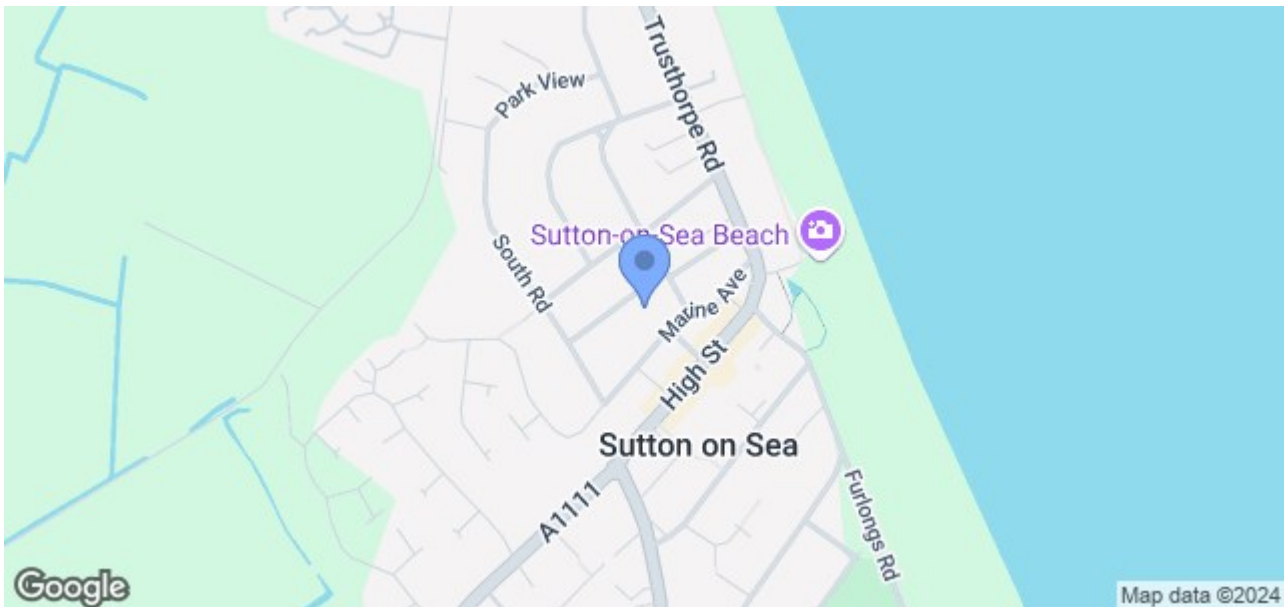 Trusthorpe Rd
Park View
Sutton-on-Sea Beach
South Rd
Marine Ave
High St
Sutton on Sea
A1111
Furlongs Rd
Google
Map data ©2024